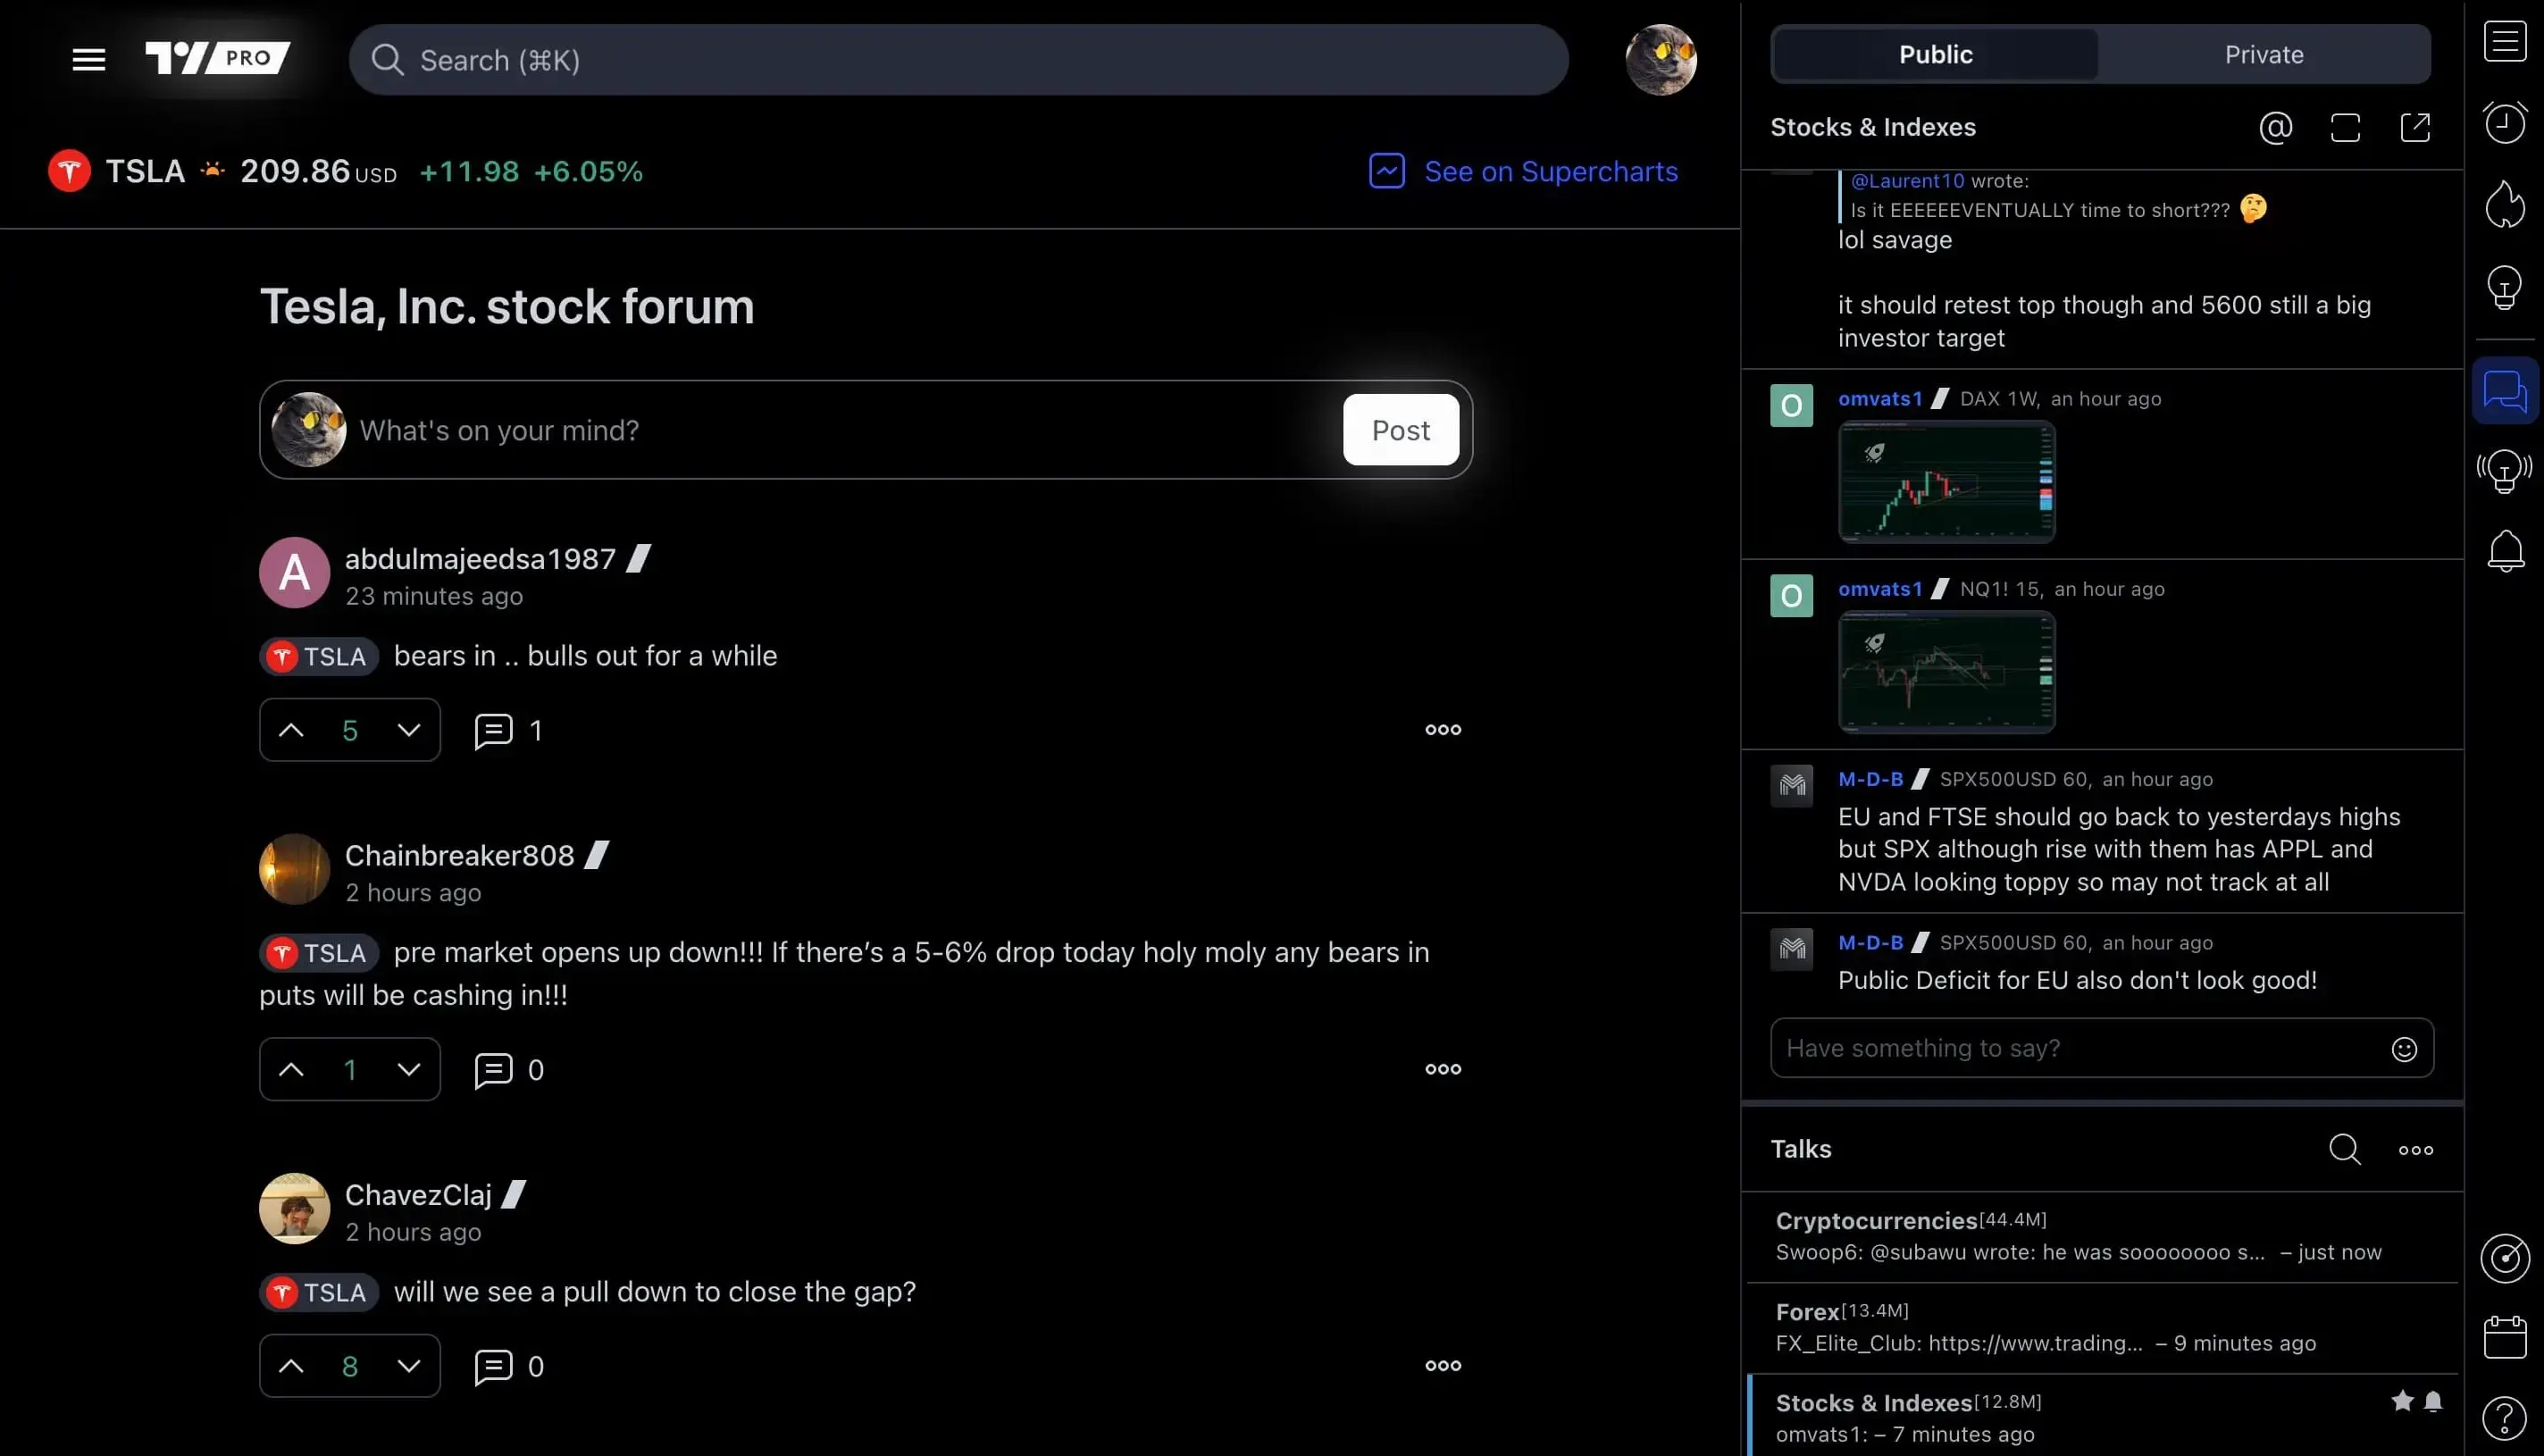 PRO
Search (⌘K)
TSLA 209.86 USD +11.98 +6.05%
See on Supercharts
Tesla, Inc. stock forum
What's on your mind?
Post
A
abdulmajeedsa1987
23 minutes ago
TSLA bears in .. bulls out for a while
5
1
Chainbreaker808
2 hours ago
TSLA pre market opens up down!!! If there’s a 5-6% drop today holy moly any bears in
puts will be cashing in!!!
1
0
ChavezClaj
2 hours ago
TSLA will we see a pull down to close the gap?
8
0
Public
Private
Stocks & Indexes
@Laurent10 wrote:
Is it EEEEEEVENTUALLY time to short??? 🤔
lol savage
it should retest top though and 5600 still a big
investor target
O
omvats1 DAX 1W, an hour ago
O
omvats1 NQ1! 15, an hour ago
M-D-B SPX500USD 60, an hour ago
EU and FTSE should go back to yesterdays highs
but SPX although rise with them has APPL and
NVDA looking toppy so may not track at all
M-D-B SPX500USD 60, an hour ago
Public Deficit for EU also don't look good!
Have something to say?
Talks
Cryptocurrencies[44.4M]
Swoop6: @subawu wrote: he was soooooooo s... – just now
Forex[13.4M]
FX_Elite_Club: https://www.trading... – 9 minutes ago
Stocks & Indexes[12.8M]
omvats1: – 7 minutes ago